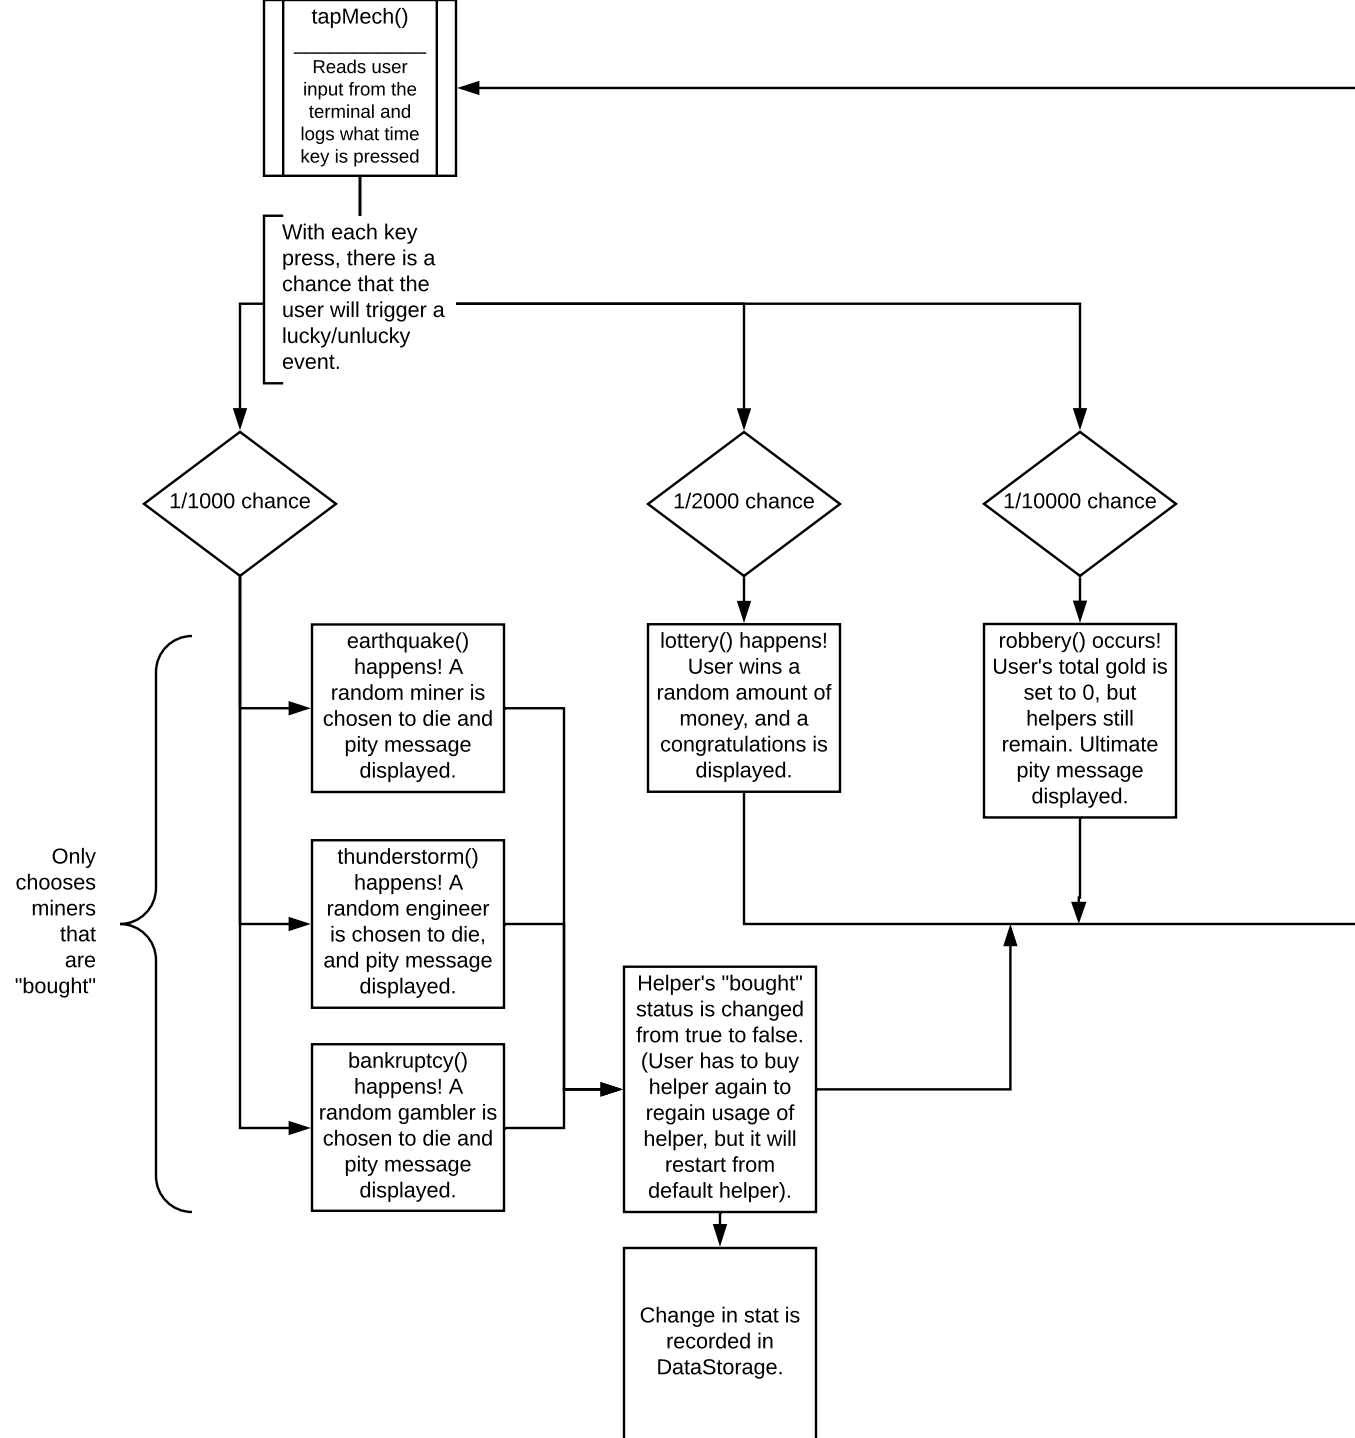 tapMech()
___________
Reads user
input from the
terminal and
logs what time
key is pressed
With each key
press, there is a
chance that the
user will trigger a
lucky/unlucky
event.
1/1000 chance
1/2000 chance
1/10000 chance
earthquake()
happens! A
random miner is
chosen to die and
pity message
displayed.
lottery() happens!
User wins a
random amount of
money, and a
congratulations is
displayed.
robbery() occurs!
User's total gold is
set to 0, but
helpers still
remain. Ultimate
pity message
displayed.
Only
chooses
miners
that
are
"bought"
thunderstorm()
happens! A
random engineer
is chosen to die,
and pity message
displayed.
bankruptcy()
happens! A
random gambler is
chosen to die and
pity message
displayed.
Helper's "bought"
status is changed
from true to false.
(User has to buy
helper again to
regain usage of
helper, but it will
restart from
default helper).
Change in stat is
recorded in
DataStorage.